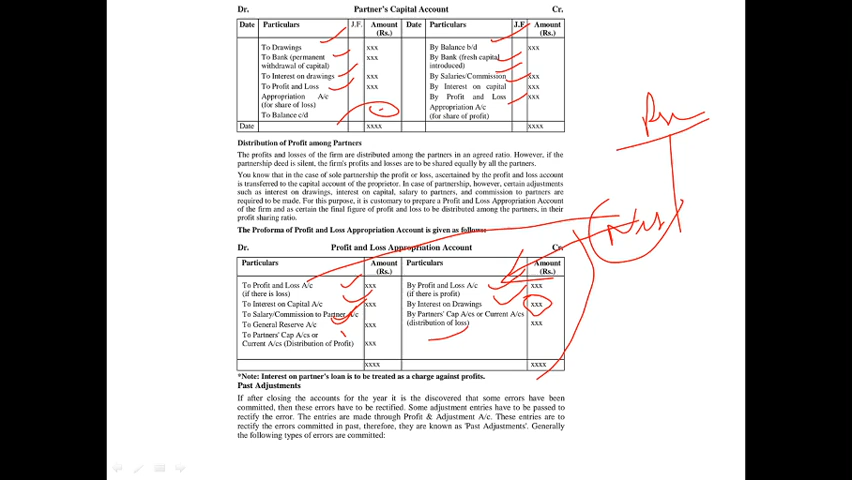 Dr. Partner's Capital Account Cr.
Date Particulars J.F. Amount (Rs.) Date Particulars J.F. Amount (Rs.)
To Drawings xxx By Balance b/d xxx
To Bank (permanent xxx By Bank (fresh capital xxx
withdrawal of capital) introduced)
To Interest on drawings xxx By Salaries/Commission xxx
To Profit and Loss xxx By Interest on capital xxx
Appropriation A/c By Profit and Loss xxx
(for share of loss) Appropriation A/c
To Balance c/d (for share of profit)
Date xxxx xxxx
Distribution of Profit among Partners
The profits and losses of the firm are distributed among the partners in an agreed ratio. However, if the
partnership deed is silent, the firm's profits and losses are to be shared equally by all the partners.
You know that in the case of sole partnership the profit or loss, ascertained by the profit and loss account
is transferred to the capital account of the proprietor. In case of partnership, however, certain adjustments
such as interest on drawings, interest on capital, salary to partners, and commission to partners are
required to be made. For this purpose, it is customary to prepare a Profit and Loss Appropriation Account
of the firm and as certain the final figure of profit and loss to be distributed among the partners, in their
profit sharing ratio.
The Proforma of Profit and Loss Appropriation Account is given as follows:
Dr. Profit and Loss Appropriation Account Cr.
Particulars Amount (Rs.) Particulars Amount (Rs.)
To Profit and Loss A/c xxx By Profit and Loss A/c xxx
(if there is loss) (if there is profit)
To Interest on Capital A/c xxx By Interest on Drawings xxx
To Salary/Commission to Partner A/c By Partners' Cap A/cs or Current A/cs
To General Reserve A/c xxx (distribution of loss) xxx
To Partners' Cap A/cs or
Current A/cs (Distribution of Profit) xxx
xxxx xxxx
*Note: Interest on partner's loan is to be treated as a charge against profits.
Past Adjustments
If after closing the accounts for the year it is the discovered that some errors have been
committed, then these errors have to be rectified. Some adjustment entries have to be passed to
rectify the error. The entries are made through Profit & Adjustment A/c. These entries are to
rectify the errors committed in past, therefore, they are known as 'Past Adjustments'. Generally
the following types of errors are committed: